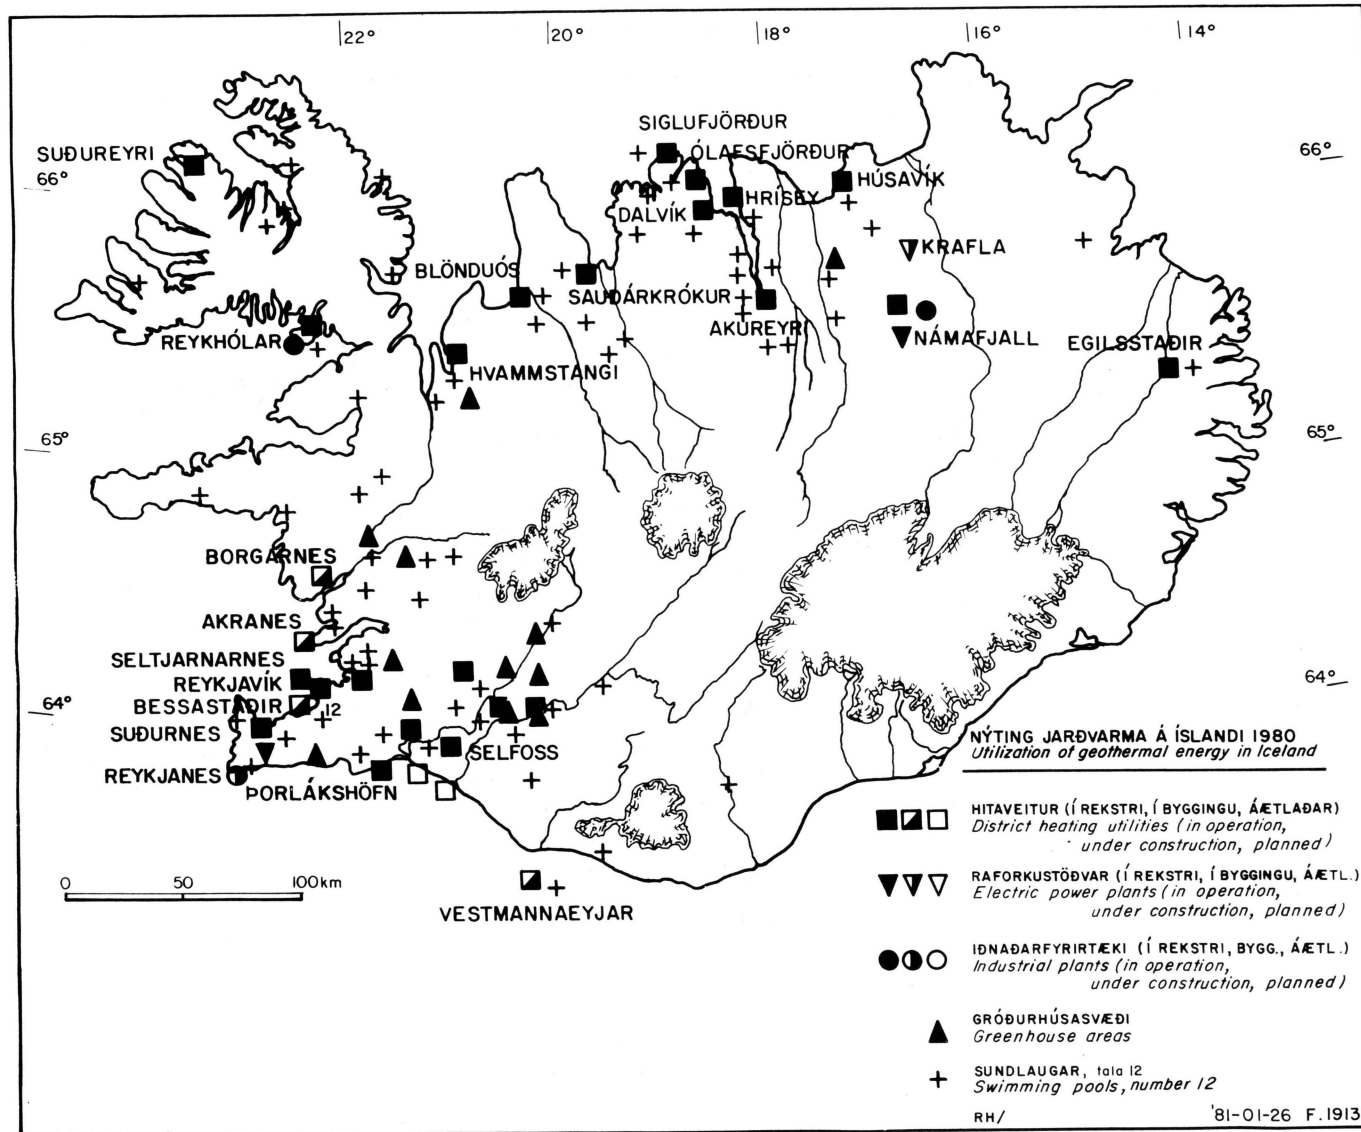 22°
20°
18°
16°
14°
SIGLUFJÖRÐUR
SUÐUREYRI
ÓLAFSFJÖRÐUR
66°
66°
HÚSAVÍK
HRÍSEY
DALVÍK
KRAFLA
BLÖNDUÓS
SAUÐÁRKRÓKUR
AKUREYRI
REYKHÓLAR
NÁMAFJALL
EGILSSTAÐIR
HVAMMSTANGI
65°
65°
BORGARNES
AKRANES
SELTJARNARNES
REYKJAVÍK
64°
64°
BESSASTAÐIR
12
SUÐURNES
SELFOSS
REYKJANES
ÞORLÁKSHÖFN
NÝTING JARÐVARMA Á ÍSLANDI 1980
Utilization of geothermal energy in Iceland
HITAVEITUR (Í REKSTRI, Í BYGGINGU, ÁÆTLAÐAR)
District heating utilities (in operation,
under construction, planned)
0 50 100km
RAFORKUSTÖÐVAR (Í REKSTRI, Í BYGGINGU, ÁÆTL.)
Electric power plants (in operation,
under construction, planned)
VESTMANNAEYJAR
IÐNAÐARFYRIRTÆKI (Í REKSTRI, BYGG., ÁÆTL.)
Industrial plants (in operation,
under construction, planned)
GRÓÐURHÚSASVÆÐI
Greenhouse areas
SUNDLAUGAR, tala 12
Swimming pools, number 12
RH/ '81-01-26 F.1913